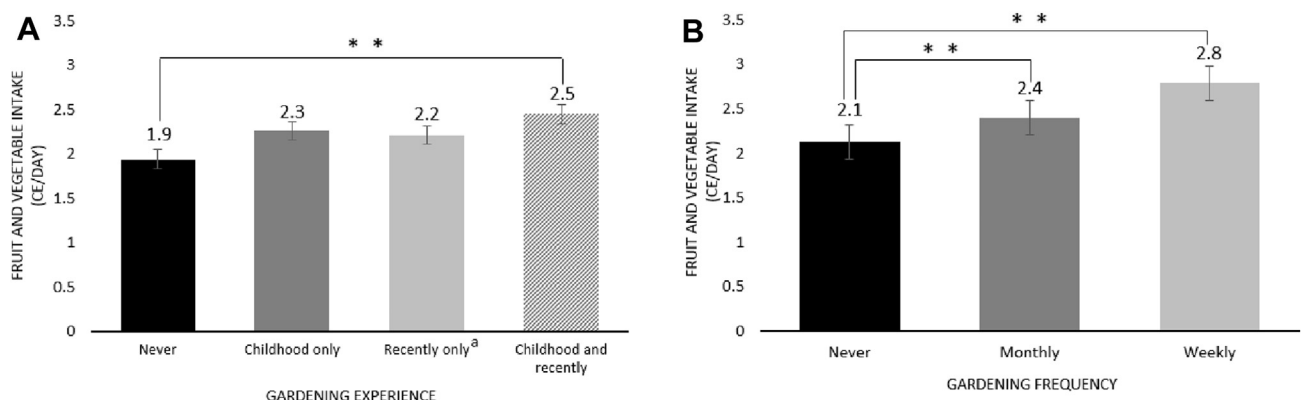 A
FRUIT AND VEGETABLE INTAKE
(CE/DAY)
3.5
3
2.5
2
1.5
1
0.5
0
* *
1.9
2.3
2.2
2.5
Never
Childhood only
Recently only a
Childhood and
recently
GARDENING EXPERIENCE
B
FRUIT AND VEGETABLE INTAKE
(CE/DAY)
3.5
3
2.5
2
1.5
1
0.5
0
* *
* *
2.1
2.4
2.8
Never
Monthly
Weekly
GARDENING FREQUENCY